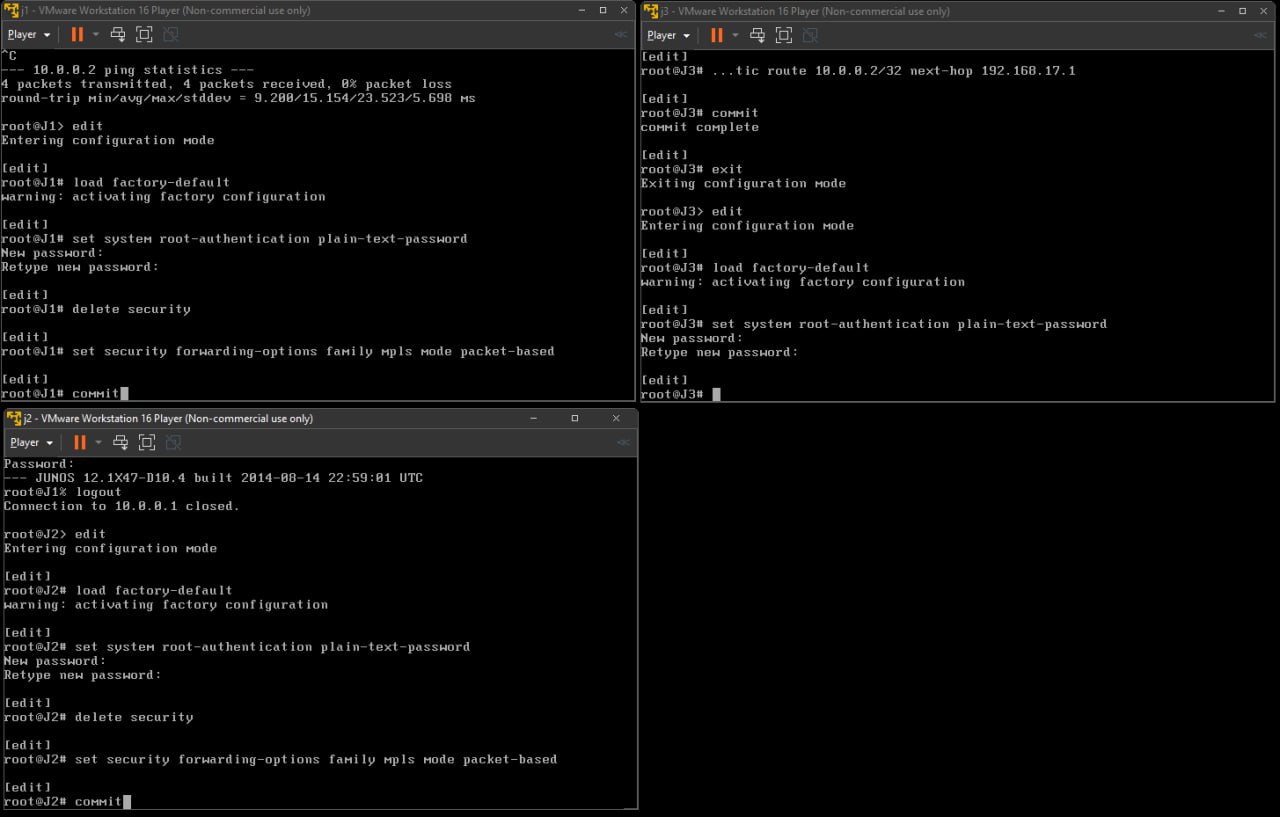 j1 - VMware Workstation 16 Player (Non-commercial use only)
Player
^C
--- 10.0.0.2 ping statistics ---
4 packets transmitted, 4 packets received, 0% packet loss
round-trip min/avg/max/stddev = 9.200/15.154/23.523/5.698 ms
root@J1> edit
Entering configuration mode
[edit]
root@J1# load factory-default
warning: activating factory configuration
[edit]
root@J1# set system root-authentication plain-text-password
New password:
Retype new password:
[edit]
root@J1# delete security
[edit]
root@J1# set security forwarding-options family mpls mode packet-based
[edit]
root@J1# commit
j3 - VMware Workstation 16 Player (Non-commercial use only)
Player
[edit]
root@J3# ...tic route 10.0.0.2/32 next-hop 192.168.17.1
[edit]
root@J3# commit
commit complete
[edit]
root@J3# exit
Exiting configuration mode
root@J3> edit
Entering configuration mode
[edit]
root@J3# load factory-default
warning: activating factory configuration
[edit]
root@J3# set system root-authentication plain-text-password
New password:
Retype new password:
[edit]
root@J3#
j2 - VMware Workstation 16 Player (Non-commercial use only)
Player
Password:
--- JUNOS 12.1X47-D10.4 built 2014-08-14 22:59:01 UTC
root@J1% logout
Connection to 10.0.0.1 closed.
root@J2> edit
Entering configuration mode
[edit]
root@J2# load factory-default
warning: activating factory configuration
[edit]
root@J2# set system root-authentication plain-text-password
New password:
Retype new password:
[edit]
root@J2# delete security
[edit]
root@J2# set security forwarding-options family mpls mode packet-based
[edit]
root@J2# commit